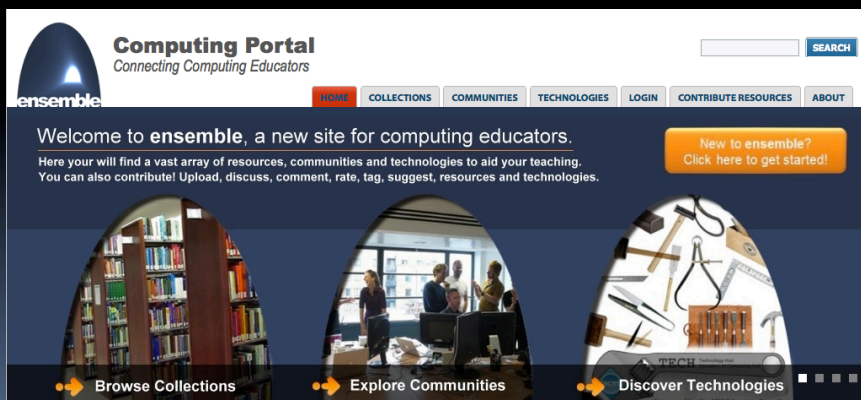 Computing Portal
Connecting Computing Educators
SEARCH
ensemble
HOME COLLECTIONS COMMUNITIES TECHNOLOGIES LOGIN CONTRIBUTE RESOURCES ABOUT
Welcome to ensemble, a new site for computing educators.
Here your will find a vast array of resources, communities and technologies to aid your teaching.
You can also contribute! Upload, discuss, comment, rate, tag, suggest, resources and technologies.
New to ensemble?
Click here to get started!
TECH
Browse Collections
Explore Communities
Discover Technologies